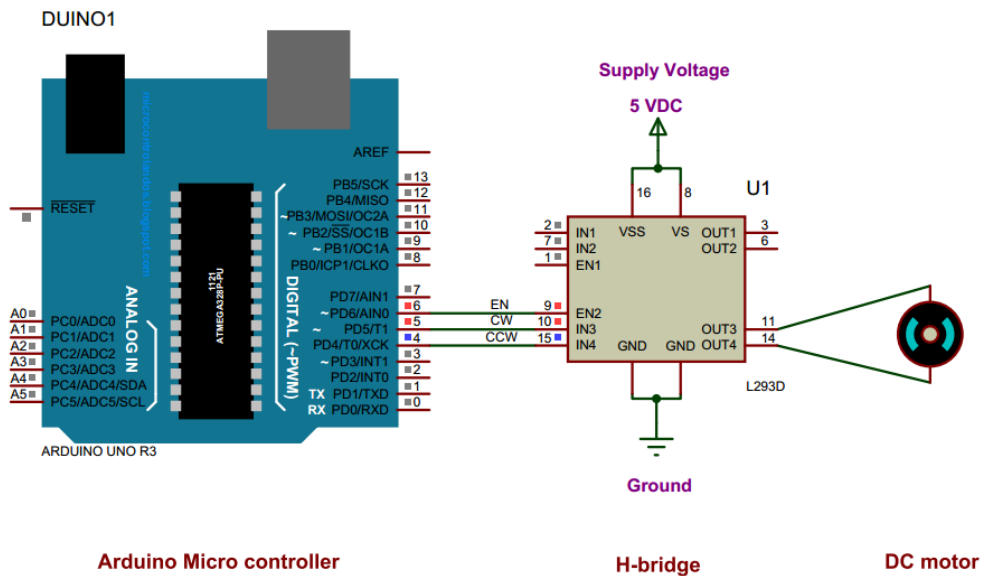 DUINO1
microcontrolandos.blogspot.com
RESET
AREF
PB5/SCK 13
PB4/MISO 12
~PB3/MOSI/OC2A 11
~ PB2/SS/OC1B 10
~ PB1/OC1A 9
PB0/ICP1/CLKO 8
PD7/AIN1 7
~PD6/AIN0 6
~ PD5/T1 5
PD4/T0/XCK 4
~PD3/INT1 3
PD2/INT0 2
TX PD1/TXD 1
RX PD0/RXD 0
1121
ATMEGA328P-PU
DIGITAL (~PWM)
ANALOG IN
A0 PC0/ADC0
A1 PC1/ADC1
A2 PC2/ADC2
A3 PC3/ADC3
A4 PC4/ADC4/SDA
A5 PC5/ADC5/SCL
ARDUINO UNO R3
EN
CW
CCW
Supply Voltage
5 VDC
16 8
U1
VSS VS
2 IN1 OUT1 3
7 IN2 OUT2 6
1 EN1
9 EN2
10 IN3 OUT3 11
15 IN4 OUT4 14
GND GND
L293D
Ground
Arduino Micro controller
H-bridge
DC motor